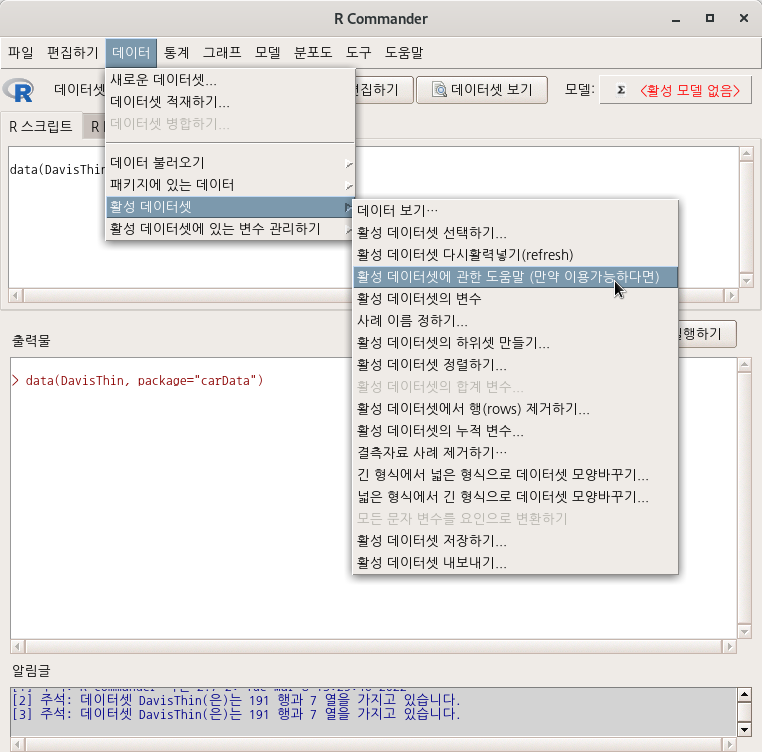 R Commander
파일 편집하기 데이터 통계 그래프 모델 분포도 도구 도움말
데이터셋 편집하기 데이터셋 보기 모델: Σ <활성 모델 없음>
R 스크립트 R
data(DavisThin
새로운 데이터셋...
데이터셋 적재하기...
데이터셋 병합하기...
데이터 불러오기
패키지에 있는 데이터
활성 데이터셋
활성 데이터셋에 있는 변수 관리하기
데이터 보기…
활성 데이터셋 선택하기...
활성 데이터셋 다시활력넣기(refresh)
활성 데이터셋에 관한 도움말 (만약 이용가능하다면)
활성 데이터셋의 변수
사례 이름 정하기...
활성 데이터셋의 하위셋 만들기...
활성 데이터셋 정렬하기...
활성 데이터셋의 합계 변수...
활성 데이터셋에서 행(rows) 제거하기...
활성 데이터셋의 누적 변수...
결측자료 사례 제거하기…
긴 형식에서 넓은 형식으로 데이터셋 모양바꾸기...
넓은 형식에서 긴 형식으로 데이터셋 모양바꾸기...
모든 문자 변수를 요인으로 변환하기
활성 데이터셋 저장하기...
활성 데이터셋 내보내기...
실행하기
출력물
> data(DavisThin, package="carData")
알림글
[2] 주석: 데이터셋 DavisThin(은)는 191 행과 7 열을 가지고 있습니다.
[3] 주석: 데이터셋 DavisThin(은)는 191 행과 7 열을 가지고 있습니다.